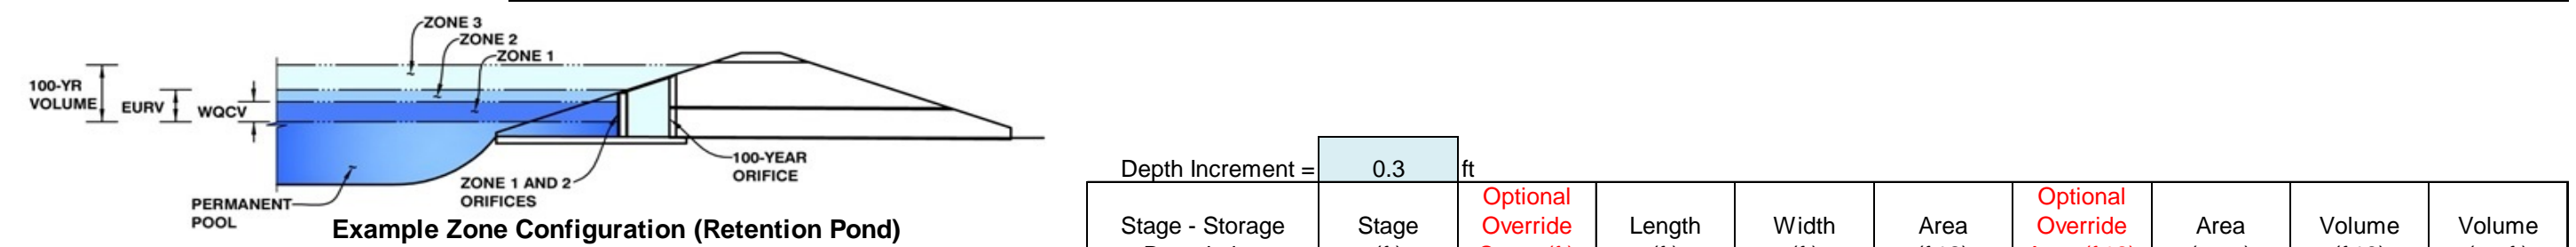 ZONE 3
ZONE 2
ZONE 1
100-YR
VOLUME
EURV
WQCV
100-YEAR
ORIFICE
ZONE 1 AND 2
ORIFICES
PERMANENT
POOL
Example Zone Configuration (Retention Pond)
Depth Increment = 0.3 ft
Optional Optional
Stage - Storage Stage Override Length Width Area Override Area Volume Volume